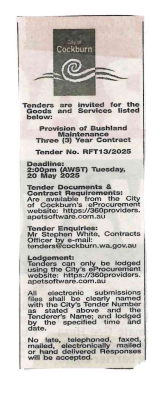 City of
Cockburn
Tenders are invited for the
Goods and Services listed
below:
Provision of Bushland
Maintenance
Three (3) Year Contract
Tender No. RFT13/2025
Deadline:
2:00pm (AWST) Tuesday,
20 May 2025
Tender Documents &
Contract Requirements:
Are available from the City
of Cockburn's eProcurement
website: https://360providers.
apetsoftware.com.au
Tender Enquiries:
Mr Stephen White, Contracts
Officer by e-mail:
tenders@cockburn.wa.gov.au
Lodgement:
Tenders can only be lodged
using the City's eProcurement
website: https://360providers.
apetsoftware.com.au
All electronic submissions
files shall be clearly named
with the City's Tender Number
as stated above and the
Tenderer's Name; and lodged
by the specified time and
date.
No late, telephoned, faxed,
mailed, electronically mailed
or hand delivered Responses
will be accepted.